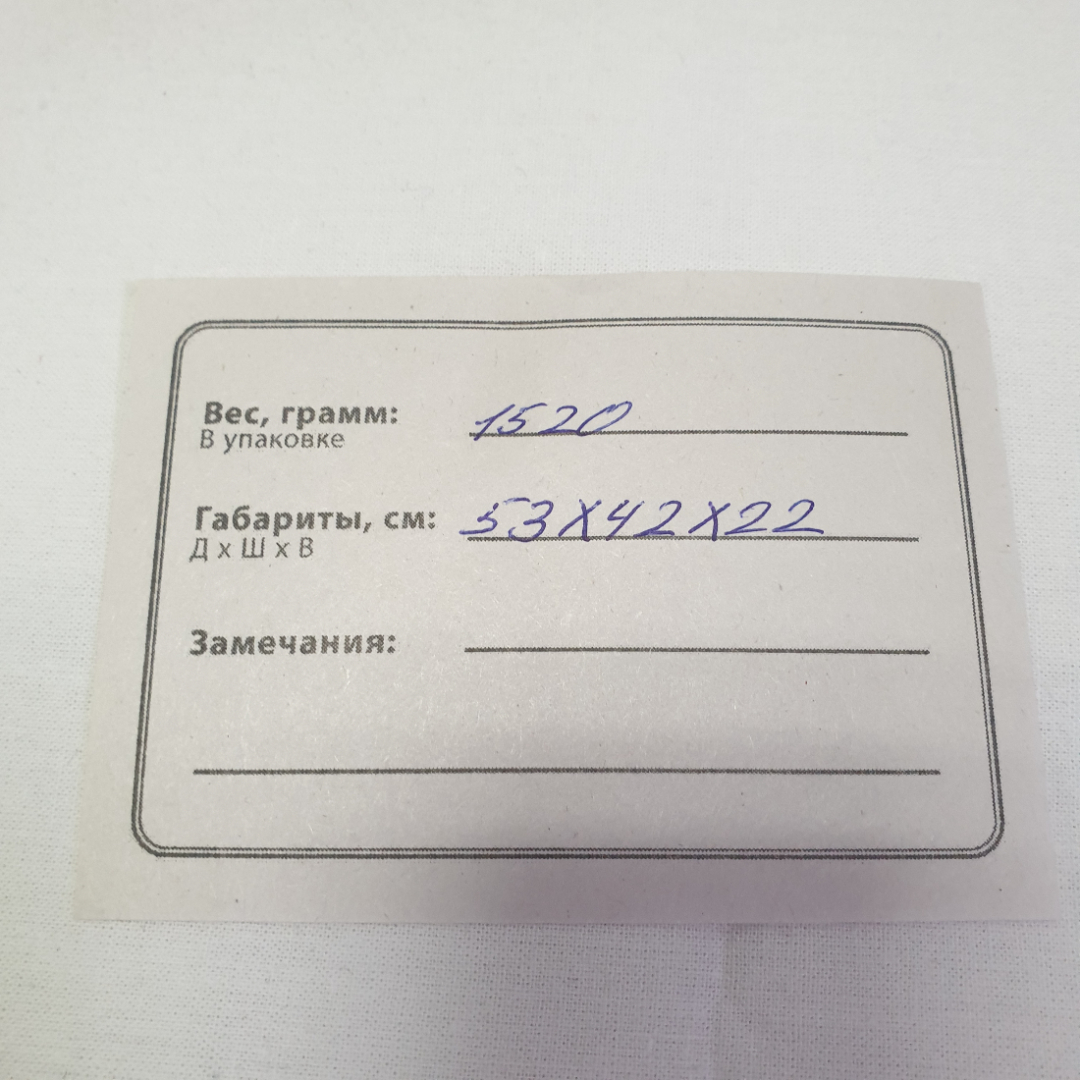 Вес, грамм: 1520
В упаковке
Габариты, см: 53X42X22
Д х Ш х В
Замечания: